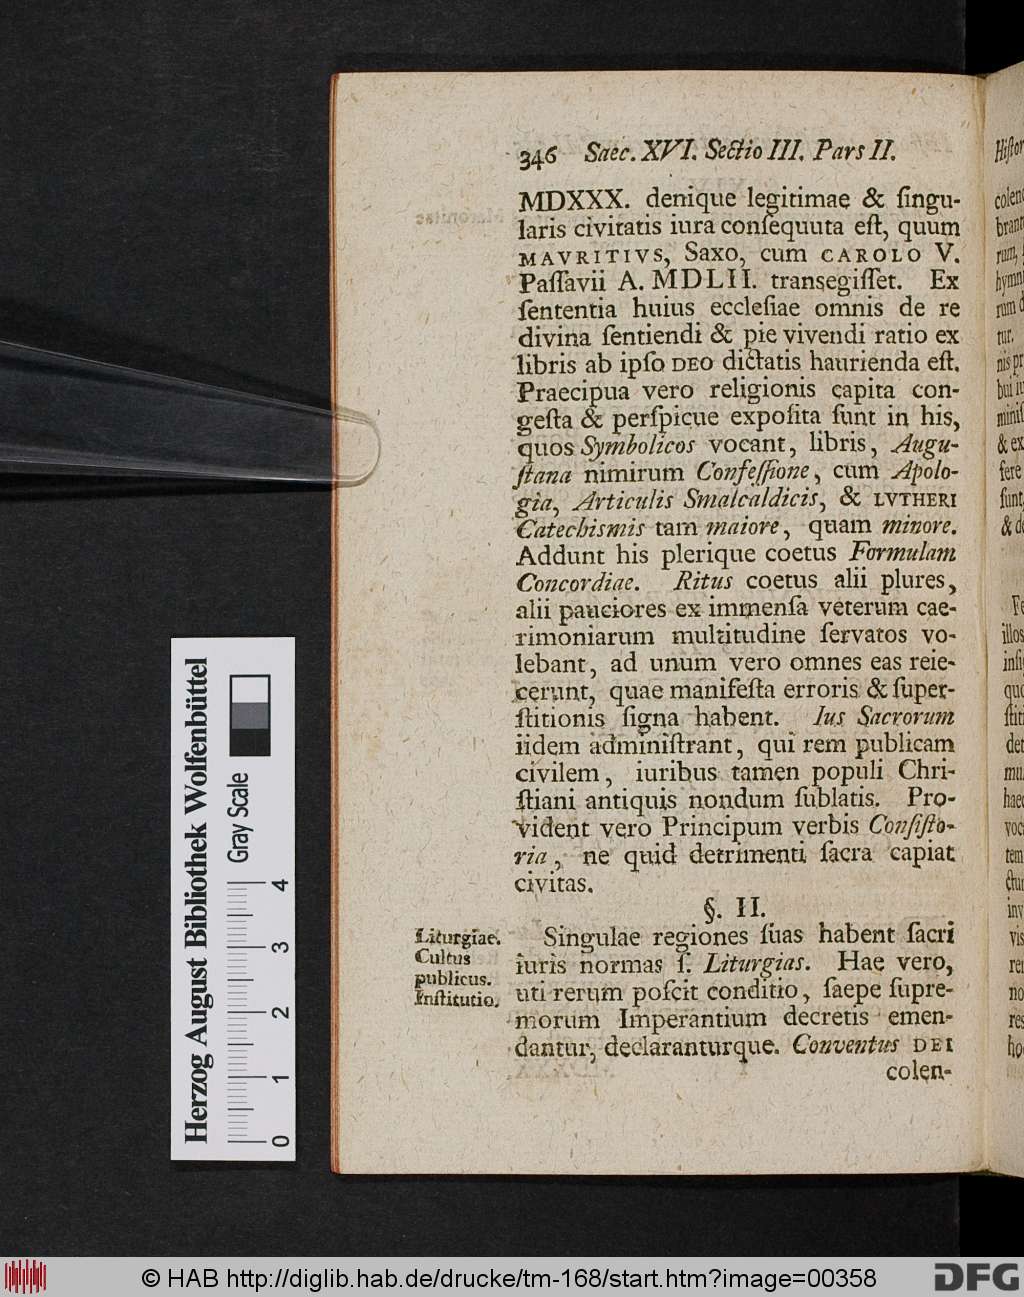 346 Saec. XVI. Sectio III. Pars II.
MDXXX. denique legitimae & ſingu-
laris civitatis iura conſequuta eſt, quum
MAVRITIVS, Saxo, cum CAROLO V.
Paſſavii A. MDLII. transegiſſet. Ex
ſententia huius eccleſiae omnis de re
divina ſentiendi & pie vivendi ratio ex
libris ab ipſo DEO dictatis haurienda eſt.
Praecipua vero religionis capita con-
geſta & perſpicue expoſita ſunt in his,
quos Symbolicos vocant, libris, Augu-
ſtana nimirum Confeſſione, cum Apolo-
gia, Articulis Smalcaldicis, & LVTHERI
Catechismis tam maiore, quam minore.
Addunt his plerique coetus Formulam
Concordiae. Ritus coetus alii plures,
alii pauciores ex immenſa veterum cae-
rimoniarum multitudine ſervatos vo-
lebant, ad unum vero omnes eas reie-
cerunt, quae manifeſta erroris & ſuper-
ſtitionis ſigna habent. Ius Sacrorum
iidem adminiſtrant, qui rem publicam
civilem, iuribus tamen populi Chri-
ſtiani antiquis nondum ſublatis. Pro-
vident vero Principum verbis Conſiſto-
ria, ne quid detrimenti ſacra capiat
civitas.
§. II.
Liturgiae.
Cultus
publicus.
Inſtitutio.
Singulae regiones ſuas habent ſacri
iuris normas ſ. Liturgias. Hae vero,
uti rerum poſcit conditio, ſaepe ſupre-
morum Imperantium decretis emen-
dantur, declaranturque. Conventus DEI
colen-
Herzog August Bibliothek Wolfenbüttel
Gray Scale
0 1 2 3 4
© HAB http://diglib.hab.de/drucke/tm-168/start.htm?image=00358
DFG